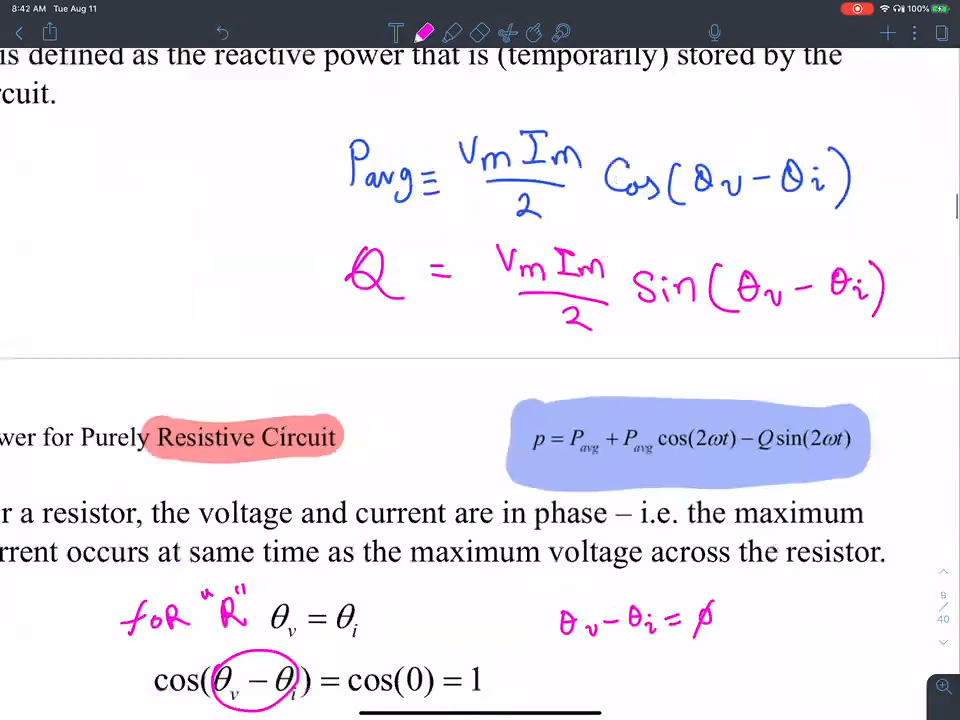 8:42 AM Tue Aug 11
100%
is defined as the reactive power that is (temporarily) stored by the
rcuit.
Pavg ≡ VmIm/2 Cos(θv − θi)
Q = VmIm/2 Sin(θv − θi)
wer for Purely Resistive Circuit
p = Pavg + Pavg cos(2ωt) − Q sin(2ωt)
r a resistor, the voltage and current are in phase – i.e. the maximum
rrent occurs at same time as the maximum voltage across the resistor.
foR "R" θv = θi
θv − θi = ∅
cos(θv − θi) = cos(0) = 1
9
/
40